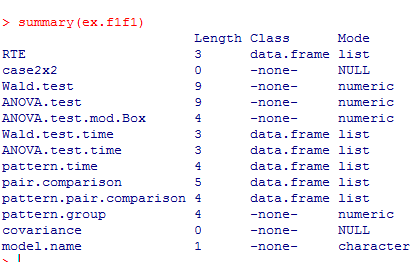 > summary(ex.f1f1)
Length Class Mode
RTE 3 data.frame list
case2x2 0 -none- NULL
Wald.test 9 -none- numeric
ANOVA.test 9 -none- numeric
ANOVA.test.mod.Box 4 -none- numeric
Wald.test.time 3 data.frame list
ANOVA.test.time 3 data.frame list
pattern.time 4 data.frame list
pair.comparison 5 data.frame list
pattern.pair.comparison 4 data.frame list
pattern.group 4 -none- numeric
covariance 0 -none- NULL
model.name 1 -none- character
>